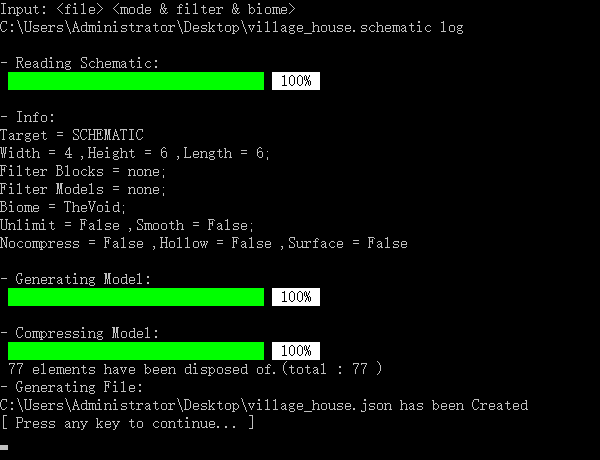 Input: <file> <mode & filter & biome>
C:\Users\Administrator\Desktop\village_house.schematic log
- Reading Schematic:
100%
- Info:
Target = SCHEMATIC
Width = 4 ,Height = 6 ,Length = 6;
Filter Blocks = none;
Filter Models = none;
Biome = TheVoid;
Unlimit = False ,Smooth = False;
Nocompress = False ,Hollow = False ,Surface = False
- Generating Model:
100%
- Compressing Model:
100%
77 elements have been disposed of.(total : 77 )
- Generating File:
C:\Users\Administrator\Desktop\village_house.json has been Created
[ Press any key to continue... ]